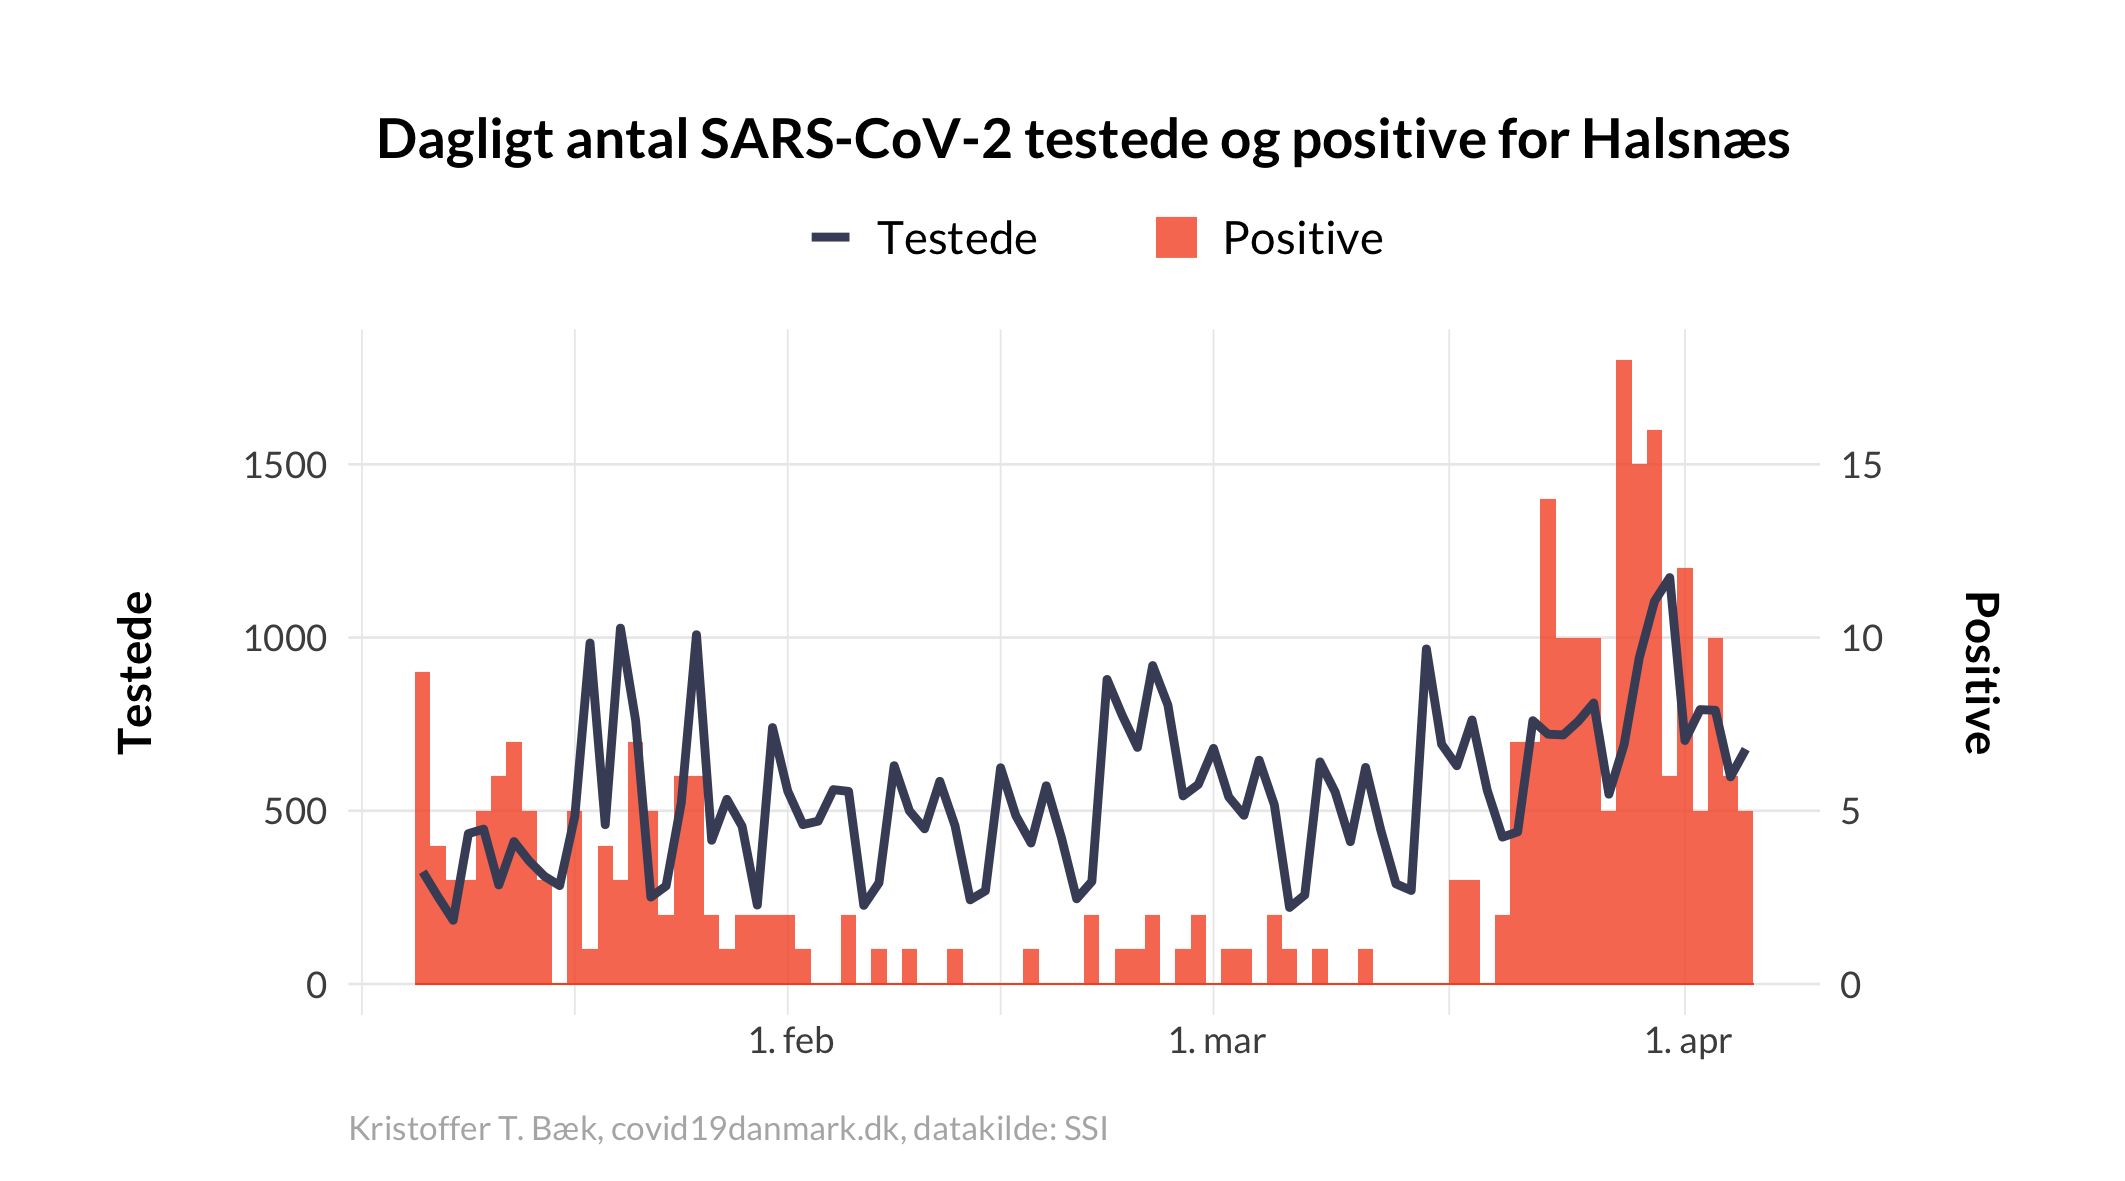 Dagligt antal SARS-CoV-2 testede og positive for Halsnæs
Testede
Positive
Testede
1500
1000
500
0
15
10
5
0
Positive
1. feb
1. mar
1. apr
Kristoffer T. Bæk, covid19danmark.dk, datakilde: SSI